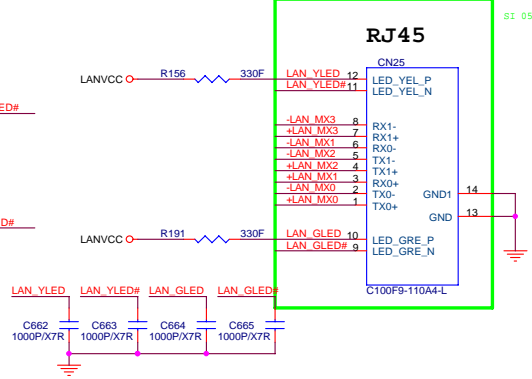 SI 05
RJ45
CN25
LANVCC R156 330F LAN_YLED 12 LED_YEL_P
LAN_YLED# 11 LED_YEL_N
ED#
-LAN_MX3 8 RX1-
+LAN_MX3 7 RX1+
-LAN_MX1 6 RX0-
-LAN_MX2 5 TX1-
+LAN_MX2 4 TX1+
+LAN_MX1 3 RX0+
-LAN_MX0 2 TX0- GND1 14
+LAN_MX0 1 TX0+
GND 13
D#
LANVCC R191 330F LAN_GLED 10 LED_GRE_P
LAN_GLED# 9 LED_GRE_N
C100F9-110A4-L
LAN_YLED LAN_YLED# LAN_GLED LAN_GLED#
C662 C663 C664 C665
1000P/X7R 1000P/X7R 1000P/X7R 1000P/X7R